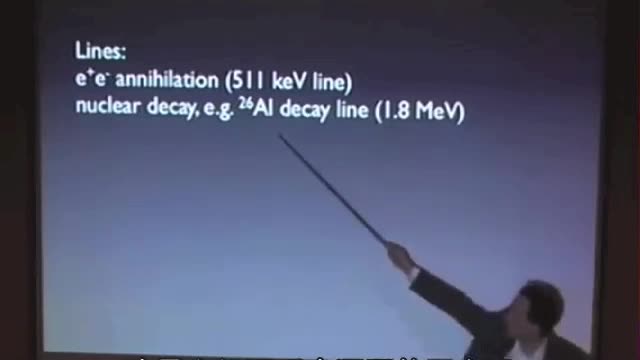 Lines:
e⁺e⁻ annihilation (511 keV line)
nuclear decay, e.g. ²⁶Al decay line (1.8 MeV)